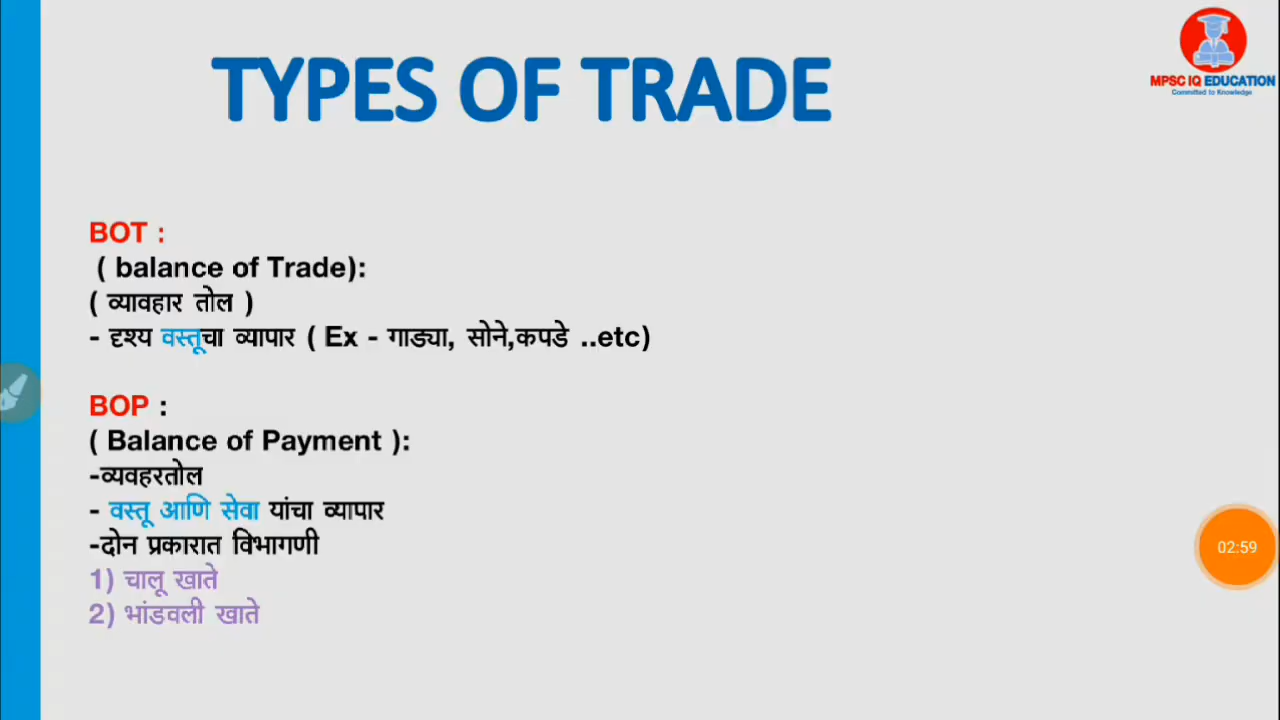 TYPES OF TRADE
MPSC IQ EDUCATION
Committed to Knowledge
BOT :
( balance of Trade):
( व्यावहार तोल )
- दृश्य वस्तूचा व्यापार ( Ex - गाड्या, सोने,कपडे ..etc)
BOP :
( Balance of Payment ):
-व्यवहरतोल
- वस्तू आणि सेवा यांचा व्यापार
-दोन प्रकारात विभागणी
1) चालू खाते
2) भांडवली खाते
02:59